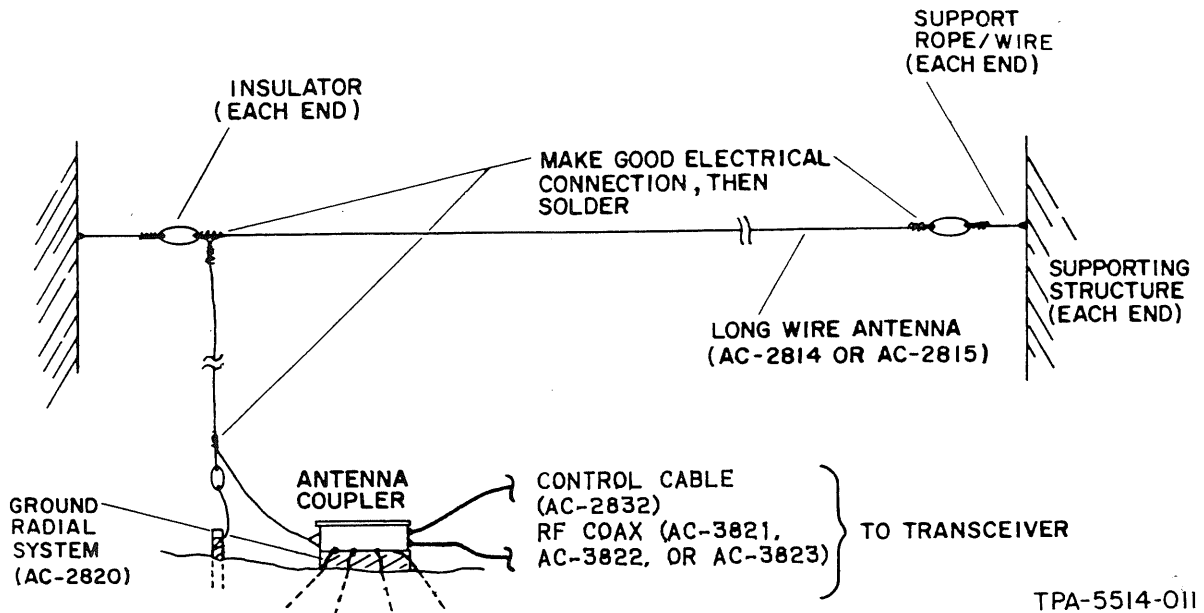 SUPPORT
ROPE/WIRE
(EACH END)
INSULATOR
(EACH END)
MAKE GOOD ELECTRICAL
CONNECTION, THEN
SOLDER
SUPPORTING
STRUCTURE
(EACH END)
LONG WIRE ANTENNA
(AC-2814 OR AC-2815)
ANTENNA
COUPLER
CONTROL CABLE
(AC-2832)
RF COAX (AC-3821,
AC-3822, OR AC-3823)
TO TRANSCEIVER
GROUND
RADIAL
SYSTEM
(AC-2820)
TPA-5514-011